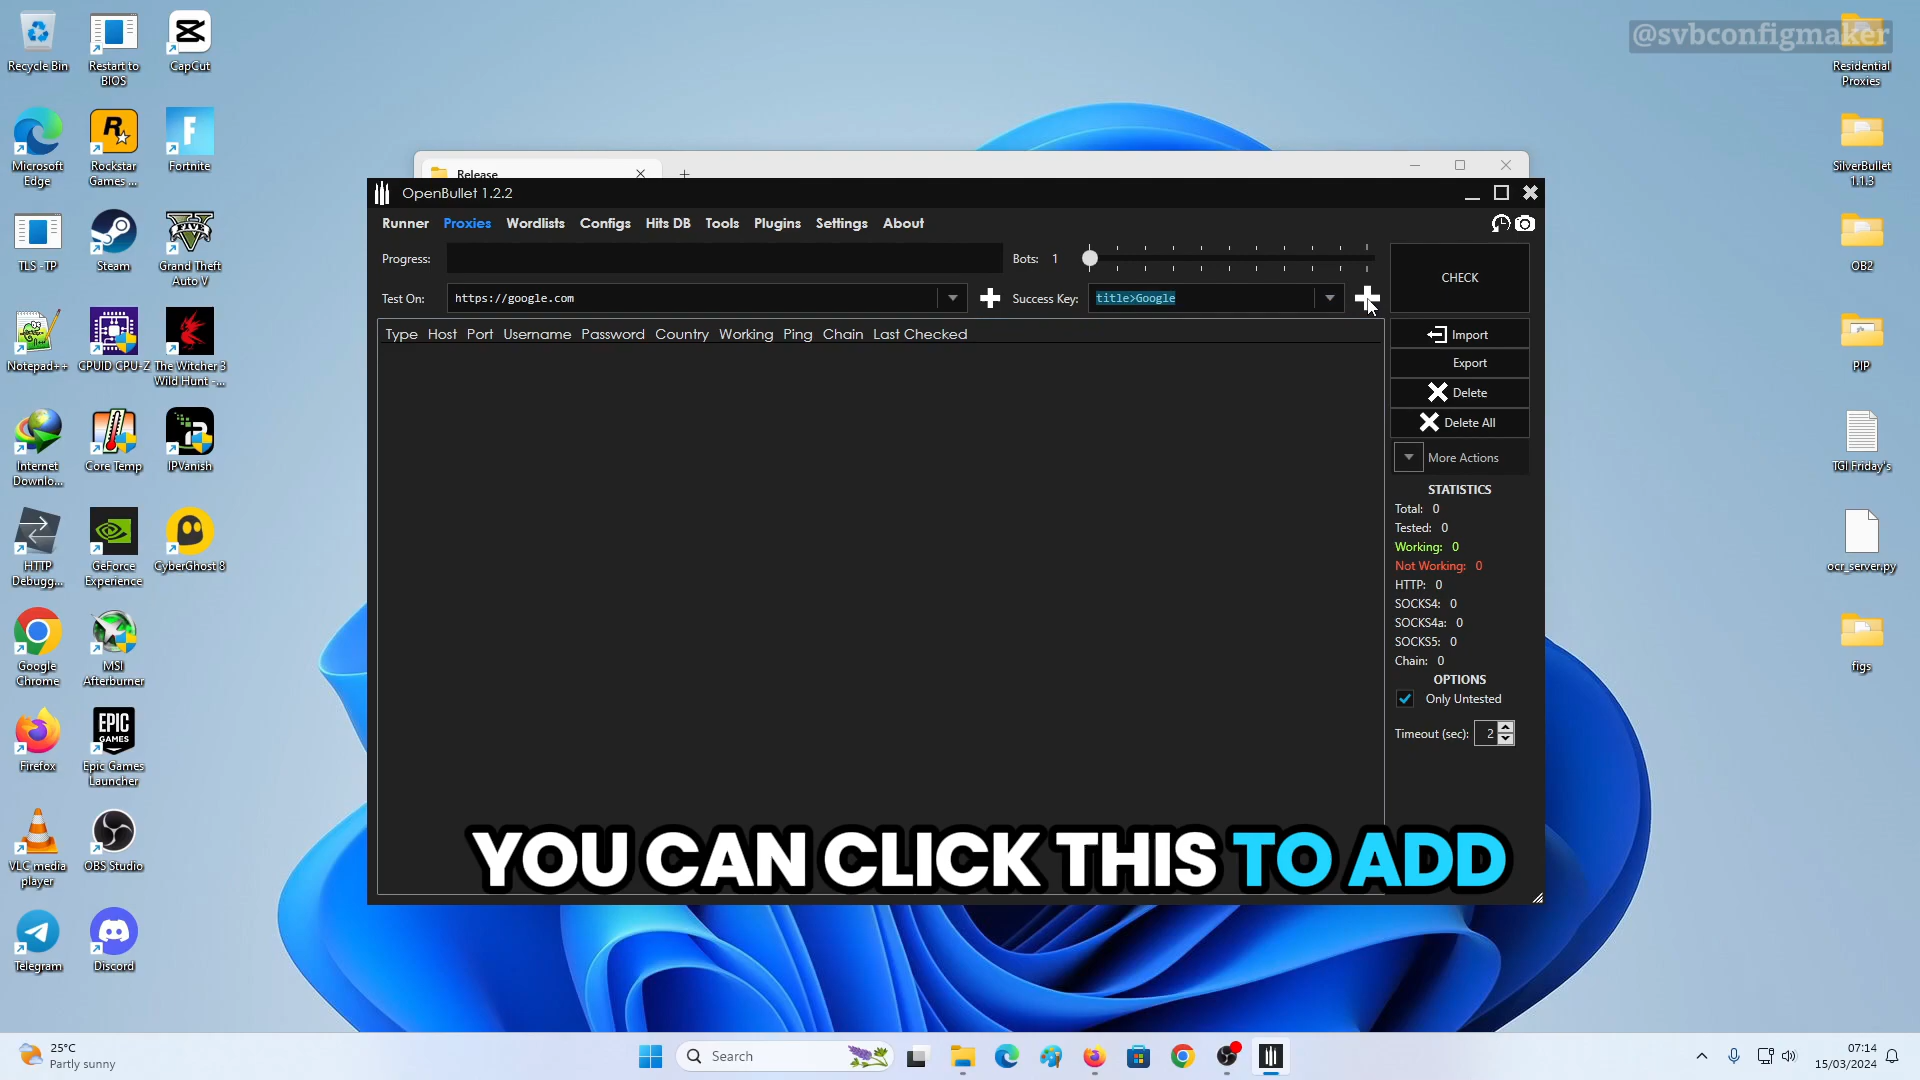 @svbconfigmaker
Recycle Bin
Restart to
BIOS
CapCut
Residential
Proxies
Microsoft
Edge
Rockstar
Games ...
Fortnite
SilverBullet
1.1.3
TLS -TP
Steam
Grand Theft
Auto V
OB2
Notepad++
CPUID CPU-Z
The Witcher 3
Wild Hunt -...
PIP
Internet
Downlo...
Core Temp
IPVanish
TGI Friday's
HTTP
Debugg...
GeForce
Experience
CyberGhost 8
ocr_server.py
Google
Chrome
MSI
Afterburner
figs
Firefox
EPIC
GAMES
Epic Games
Launcher
VLC media
player
OBS Studio
Telegram
Discord
Release
OpenBullet 1.2.2
Runner Proxies Wordlists Configs Hits DB Tools Plugins Settings About
Progress:
Bots: 1
CHECK
Test On: https://google.com
Success Key: title>Google
Type Host Port Username Password Country Working Ping Chain Last Checked
Import
Export
Delete
Delete All
More Actions
STATISTICS
Total: 0
Tested: 0
Working: 0
Not Working: 0
HTTP: 0
SOCKS4: 0
SOCKS4a: 0
SOCKS5: 0
Chain: 0
OPTIONS
Only Untested
Timeout (sec): 2
YOU CAN CLICK THIS TO ADD
25°C
Partly sunny
Search
07:14
15/03/2024